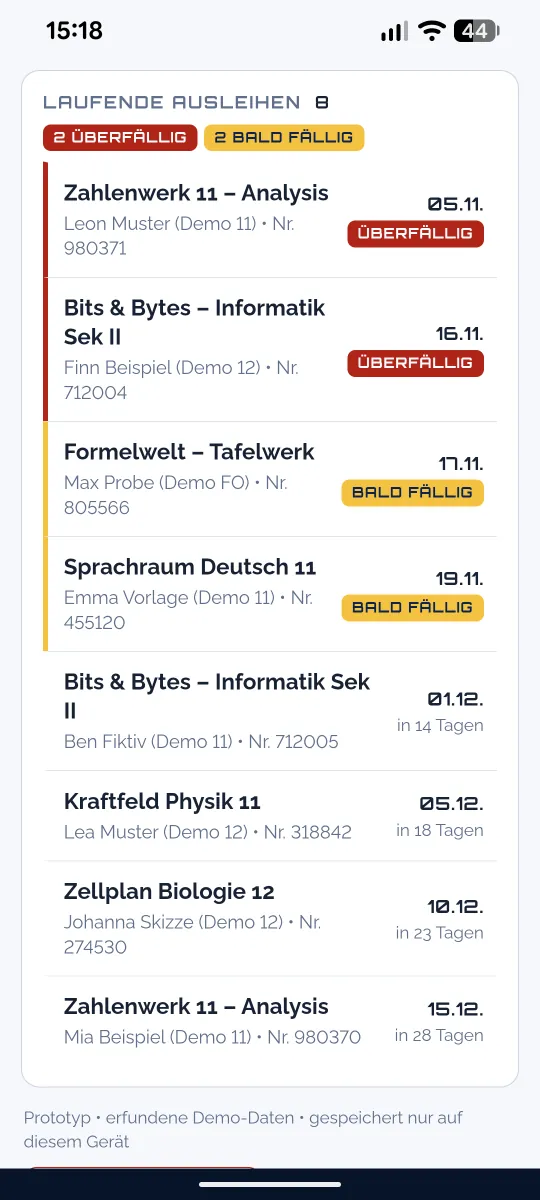 15:18
44
LAUFENDE AUSLEIHEN 8
2 ÜBERFÄLLIG 2 BALD FÄLLIG
Zahlenwerk 11 – Analysis
Leon Muster (Demo 11) • Nr.
980371
05.11.
ÜBERFÄLLIG
Bits & Bytes – Informatik
Sek II
Finn Beispiel (Demo 12) • Nr.
712004
16.11.
ÜBERFÄLLIG
Formelwelt – Tafelwerk
Max Probe (Demo FO) • Nr.
805566
17.11.
BALD FÄLLIG
Sprachraum Deutsch 11
Emma Vorlage (Demo 11) • Nr.
455120
19.11.
BALD FÄLLIG
Bits & Bytes – Informatik Sek
II
Ben Fiktiv (Demo 11) • Nr. 712005
01.12.
in 14 Tagen
Kraftfeld Physik 11
Lea Muster (Demo 12) • Nr. 318842
05.12.
in 18 Tagen
Zellplan Biologie 12
Johanna Skizze (Demo 12) • Nr.
274530
10.12.
in 23 Tagen
Zahlenwerk 11 – Analysis
Mia Beispiel (Demo 11) • Nr. 980370
15.12.
in 28 Tagen
Prototyp • erfundene Demo-Daten • gespeichert nur auf
diesem Gerät